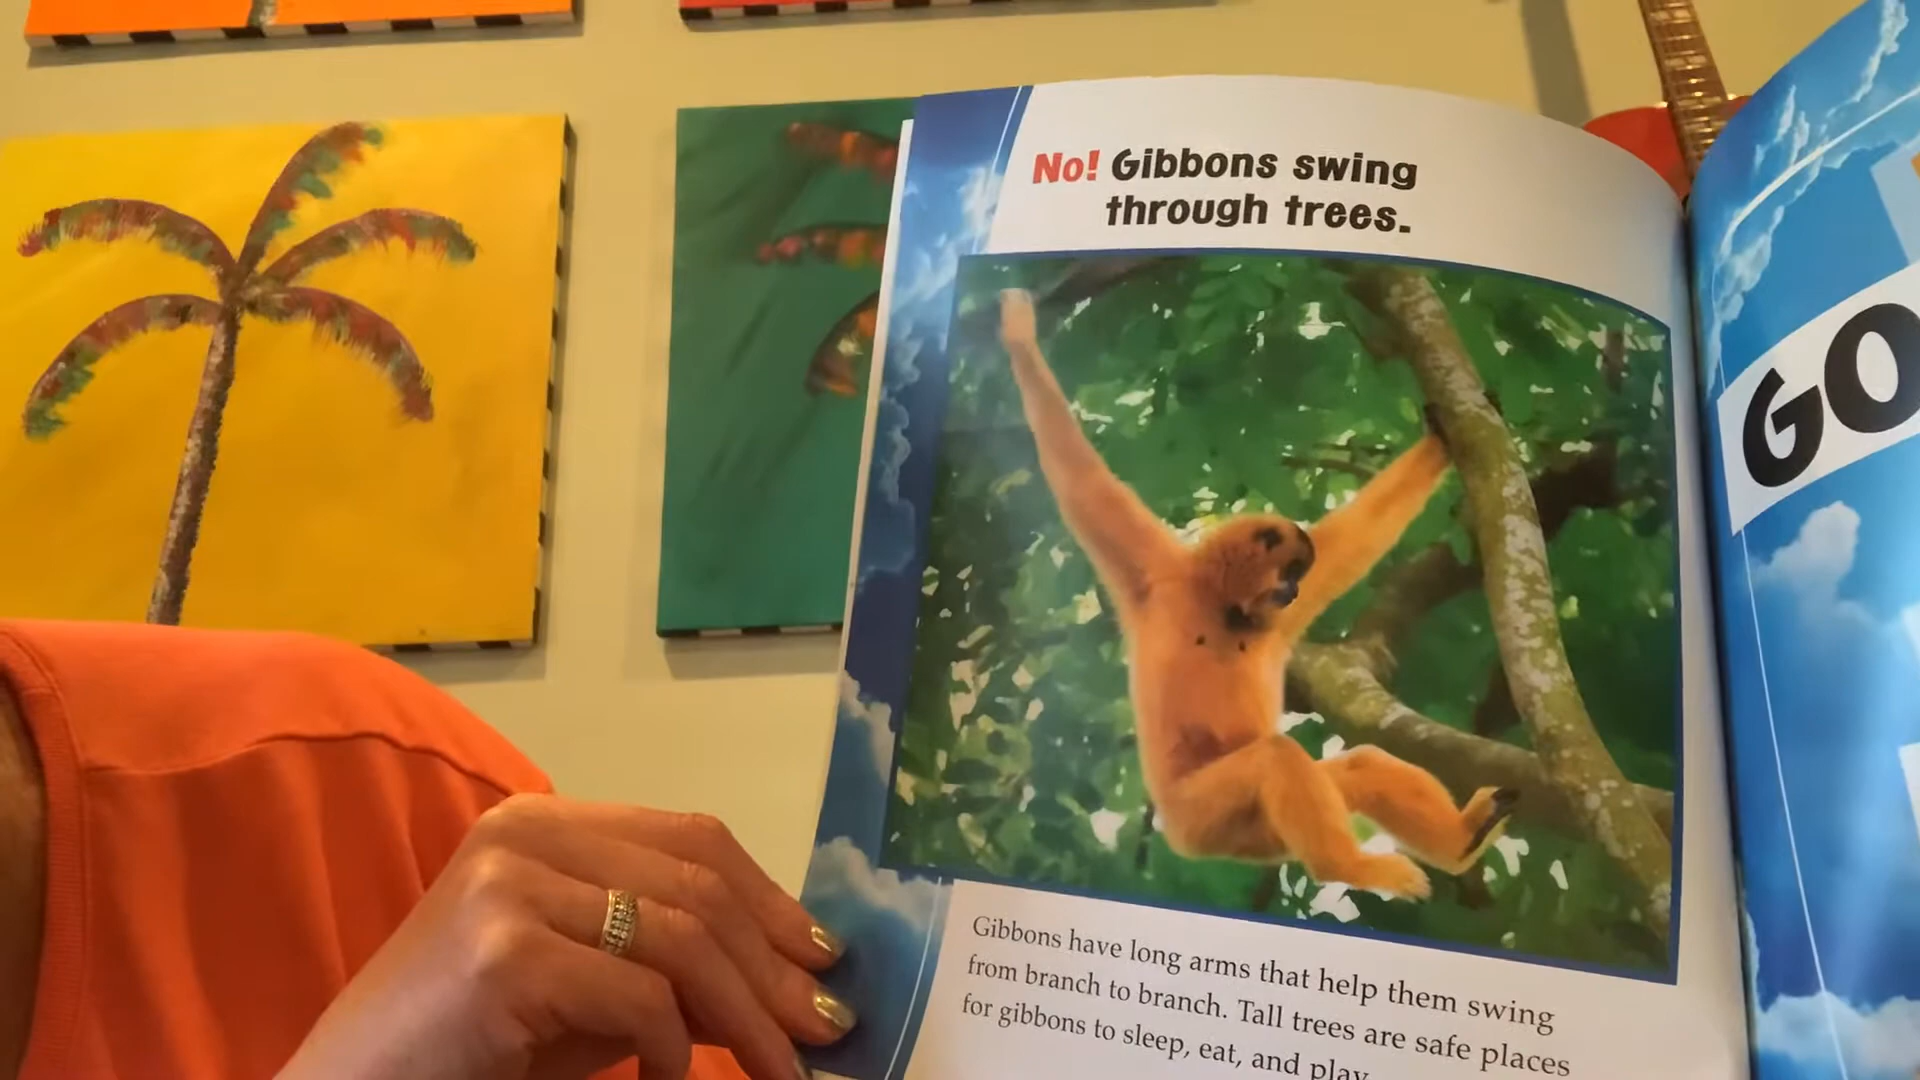 No! Gibbons swing
through trees.
Gibbons have long arms that help them swing
from branch to branch. Tall trees are safe places
for gibbons to sleep, eat, and play.
GO